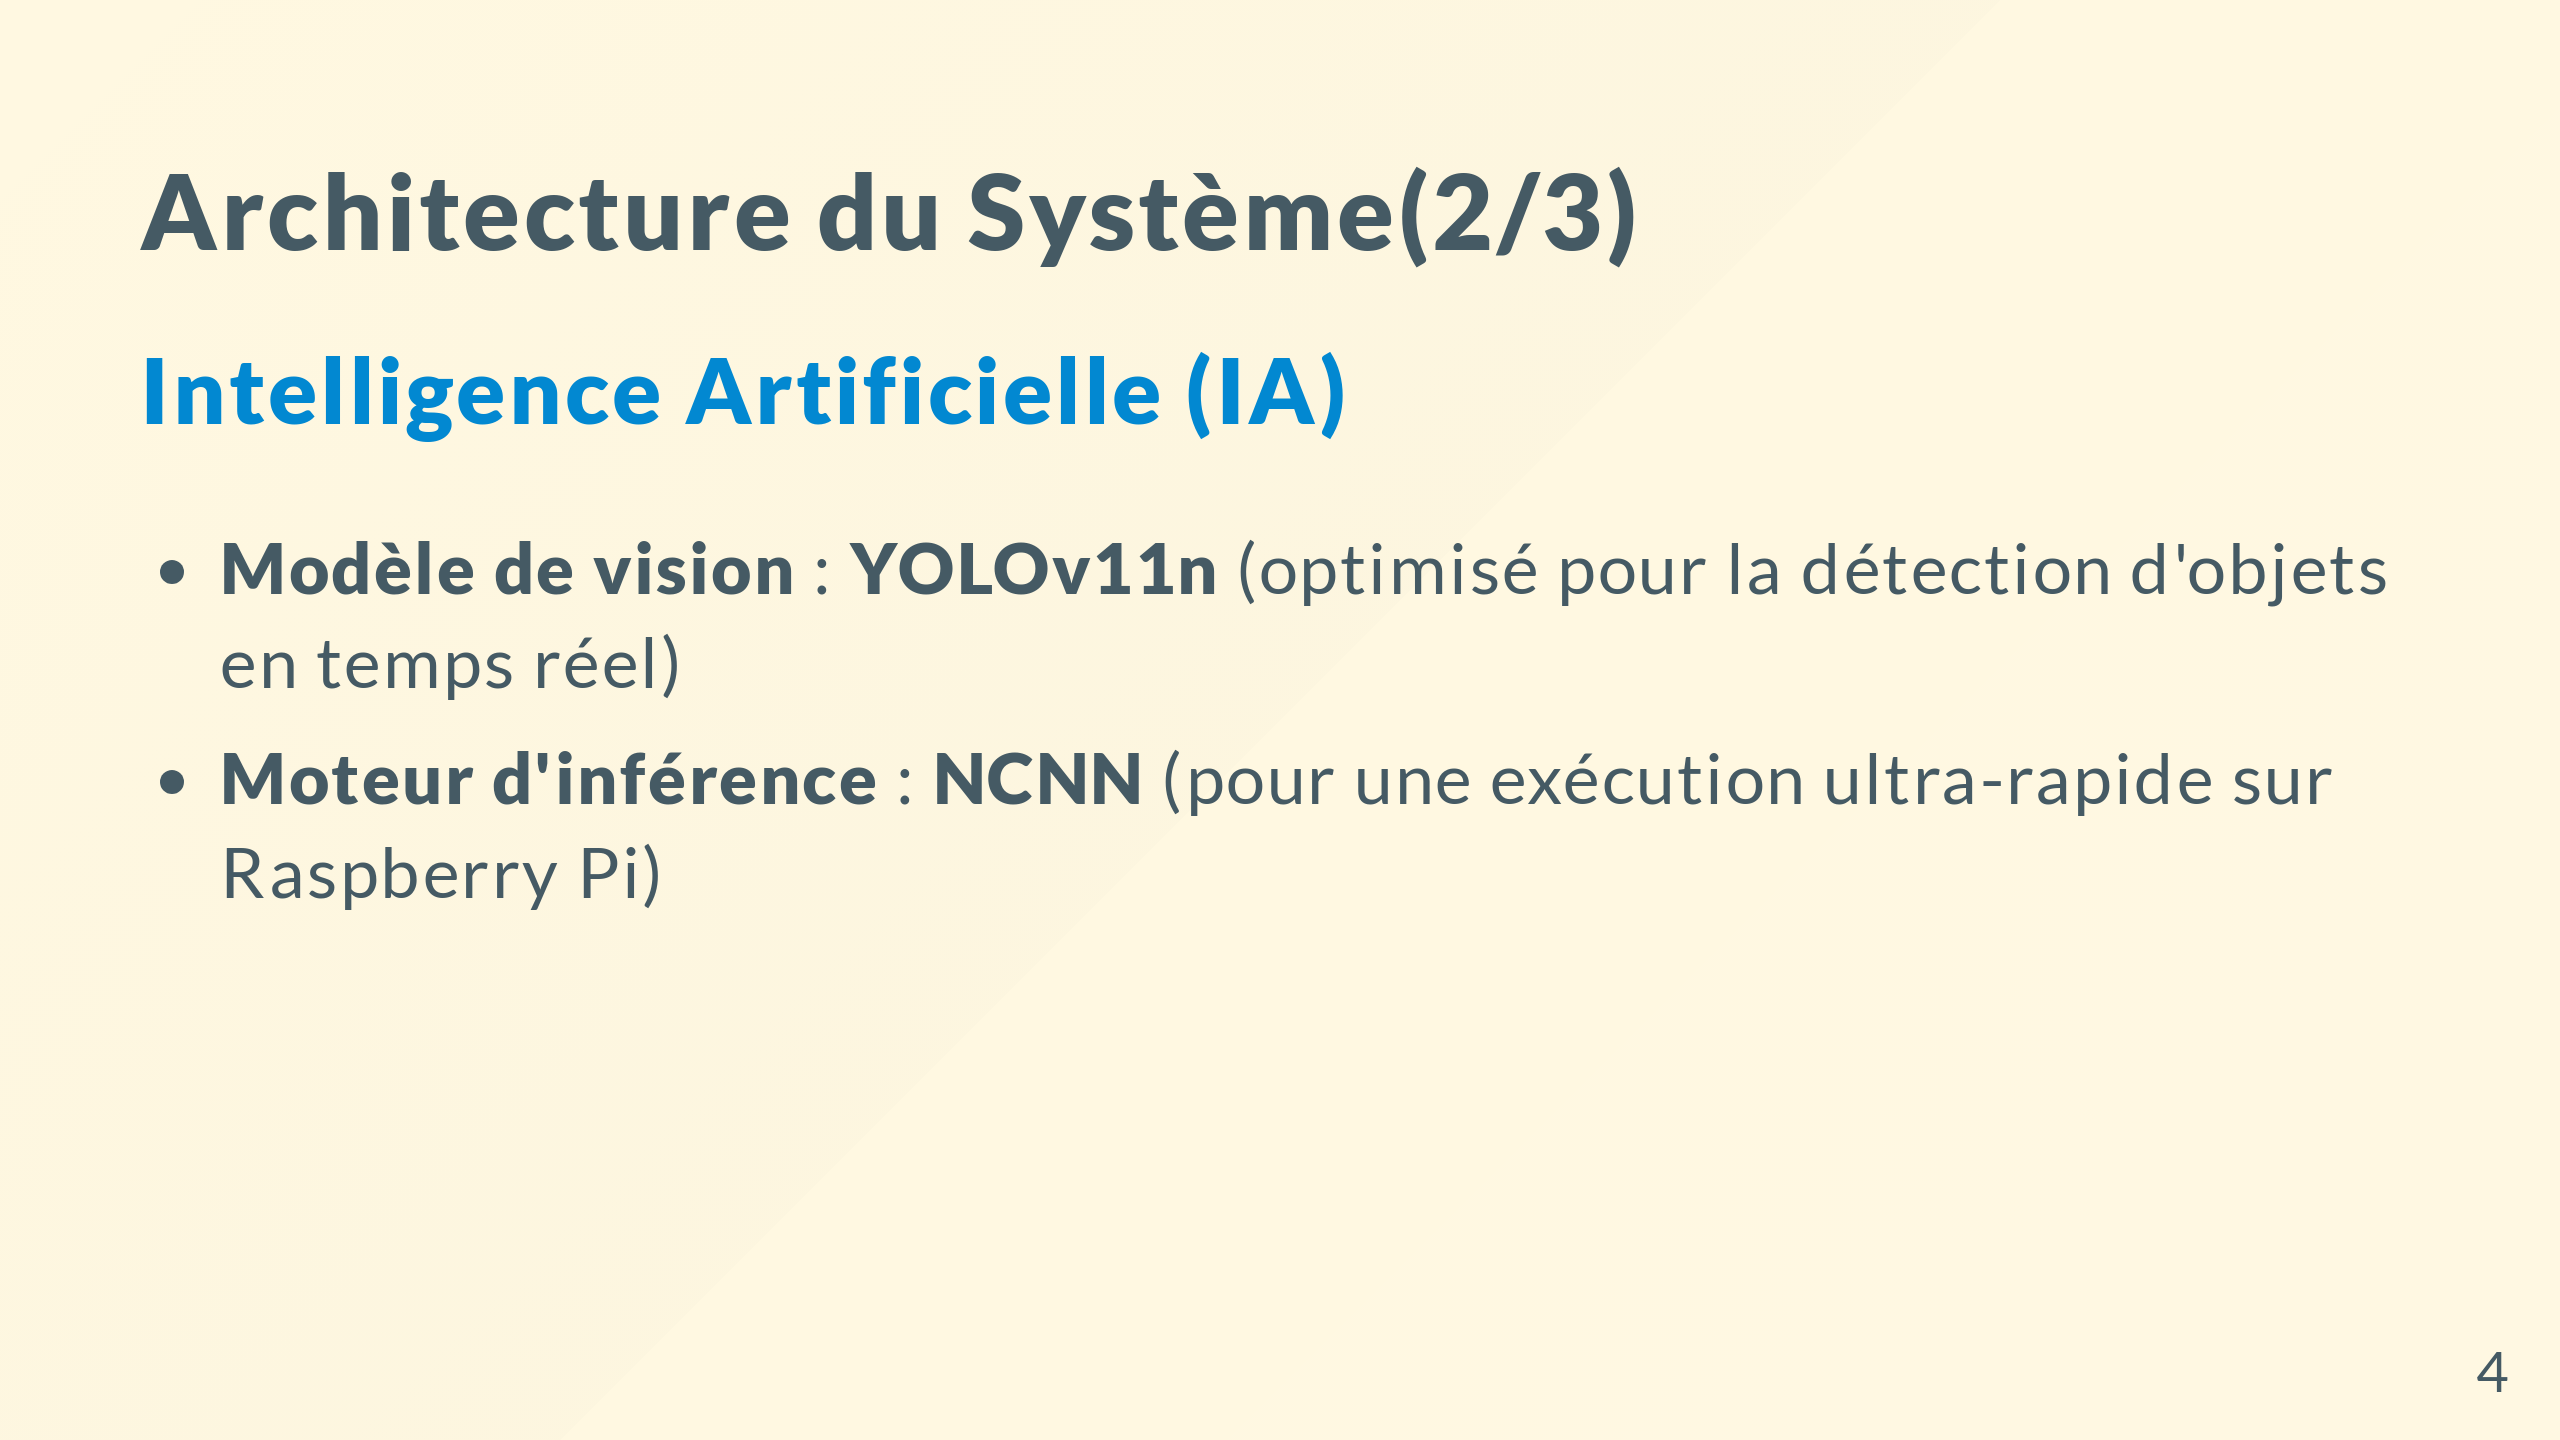 Architecture du Système(2/3)
Intelligence Artificielle (IA)
• Modèle de vision : YOLOv11n (optimisé pour la détection d'objets
en temps réel)
• Moteur d'inférence : NCNN (pour une exécution ultra-rapide sur
Raspberry Pi)
4